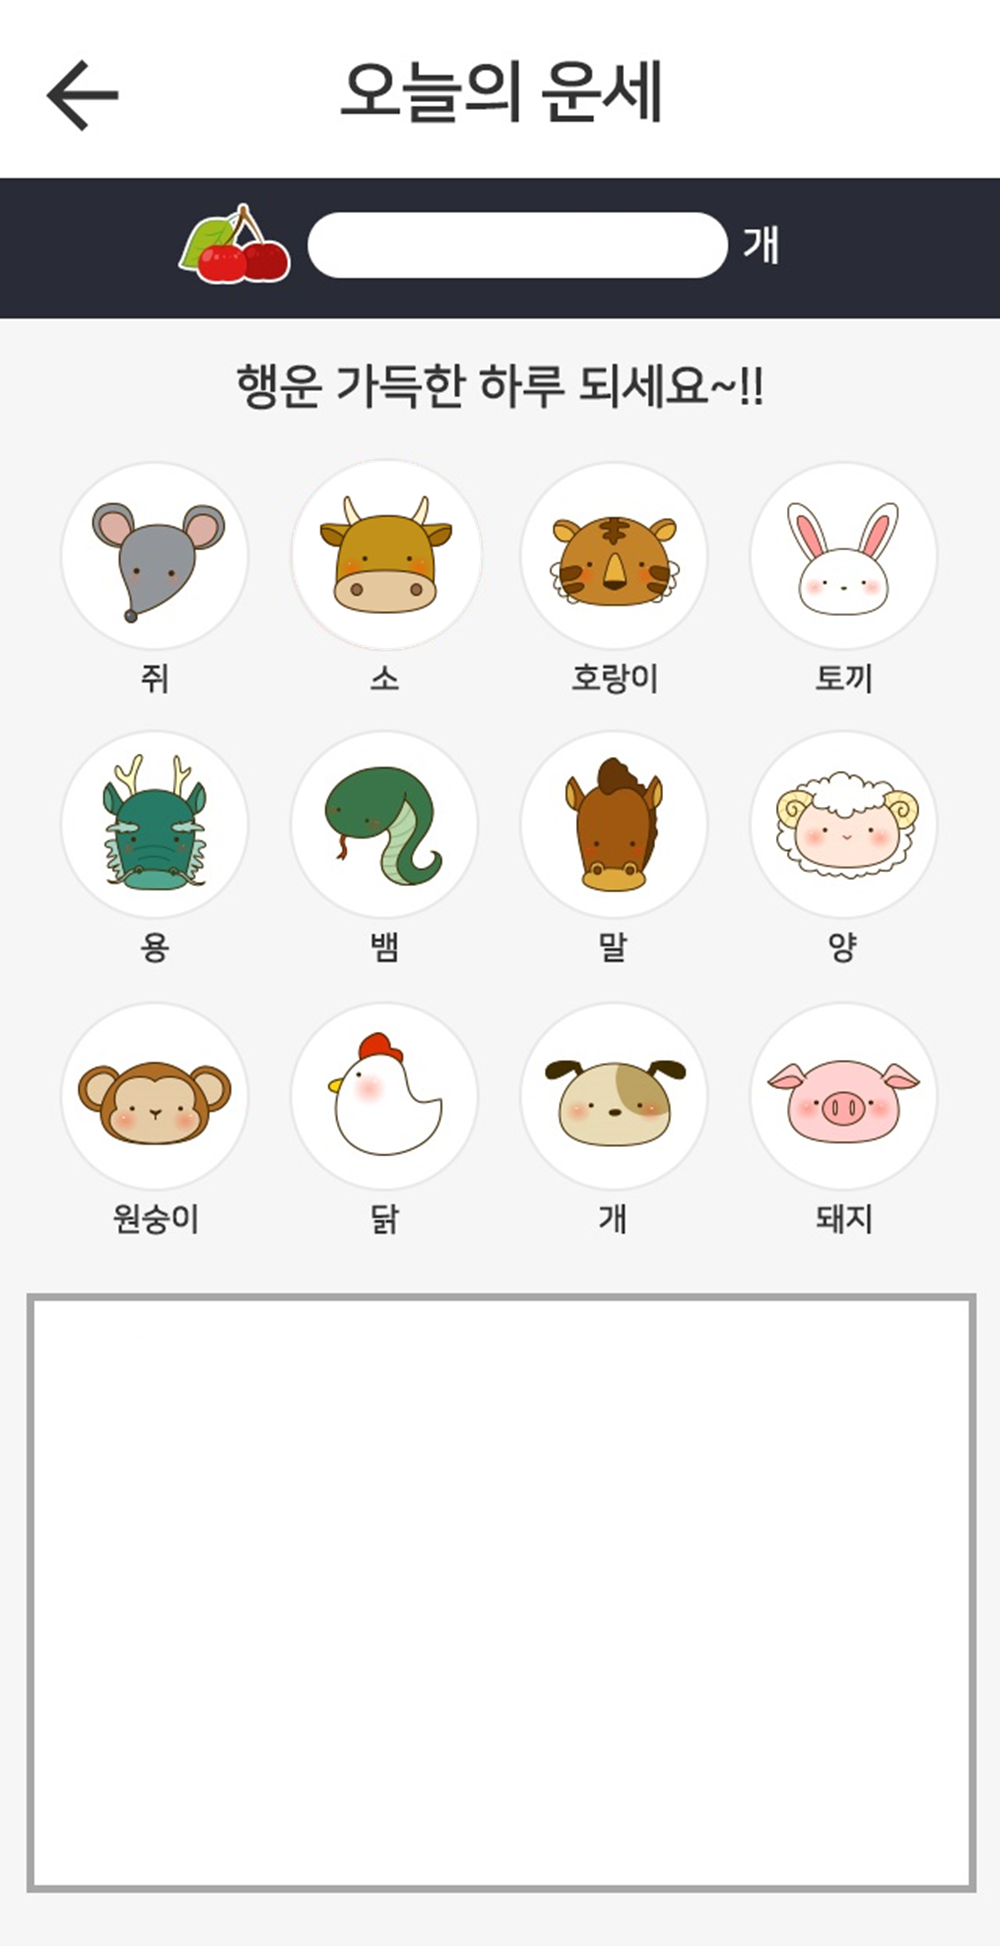 오늘의 운세
개
행운 가득한 하루 되세요~!!
쥐 소 호랑이 토끼
용 뱀 말 양
원숭이 닭 개 돼지